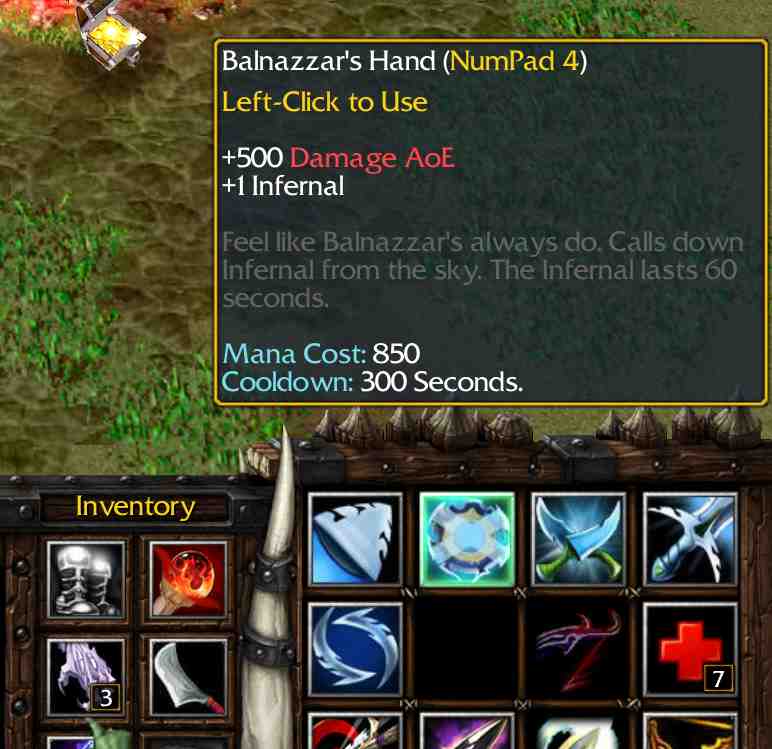 Balnazzar's Hand (NumPad 4)
Left-Click to Use
+500 Damage AoE
+1 Infernal
Feel like Balnazzar's always do. Calls down
Infernal from the sky. The Infernal lasts 60
seconds.
Mana Cost: 850
Cooldown: 300 Seconds.
Inventory
3
7